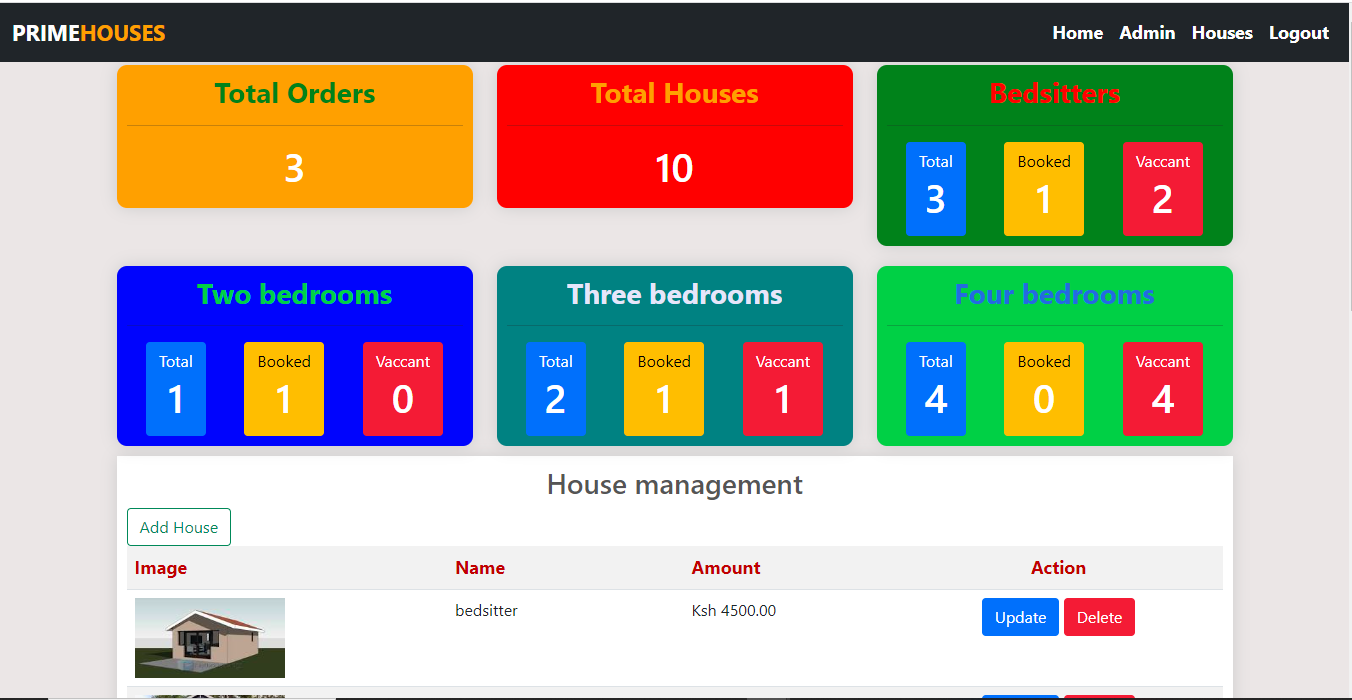 PRIMEHOUSES
Home Admin Houses Logout
Total Orders
3
Total Houses
10
Bedsitters
Total Booked Vaccant
3 1 2
Two bedrooms
Total Booked Vaccant
1 1 0
Three bedrooms
Total Booked Vaccant
2 1 1
Four bedrooms
Total Booked Vaccant
4 0 4
House management
Add House
Image Name Amount Action
bedsitter Ksh 4500.00 Update Delete